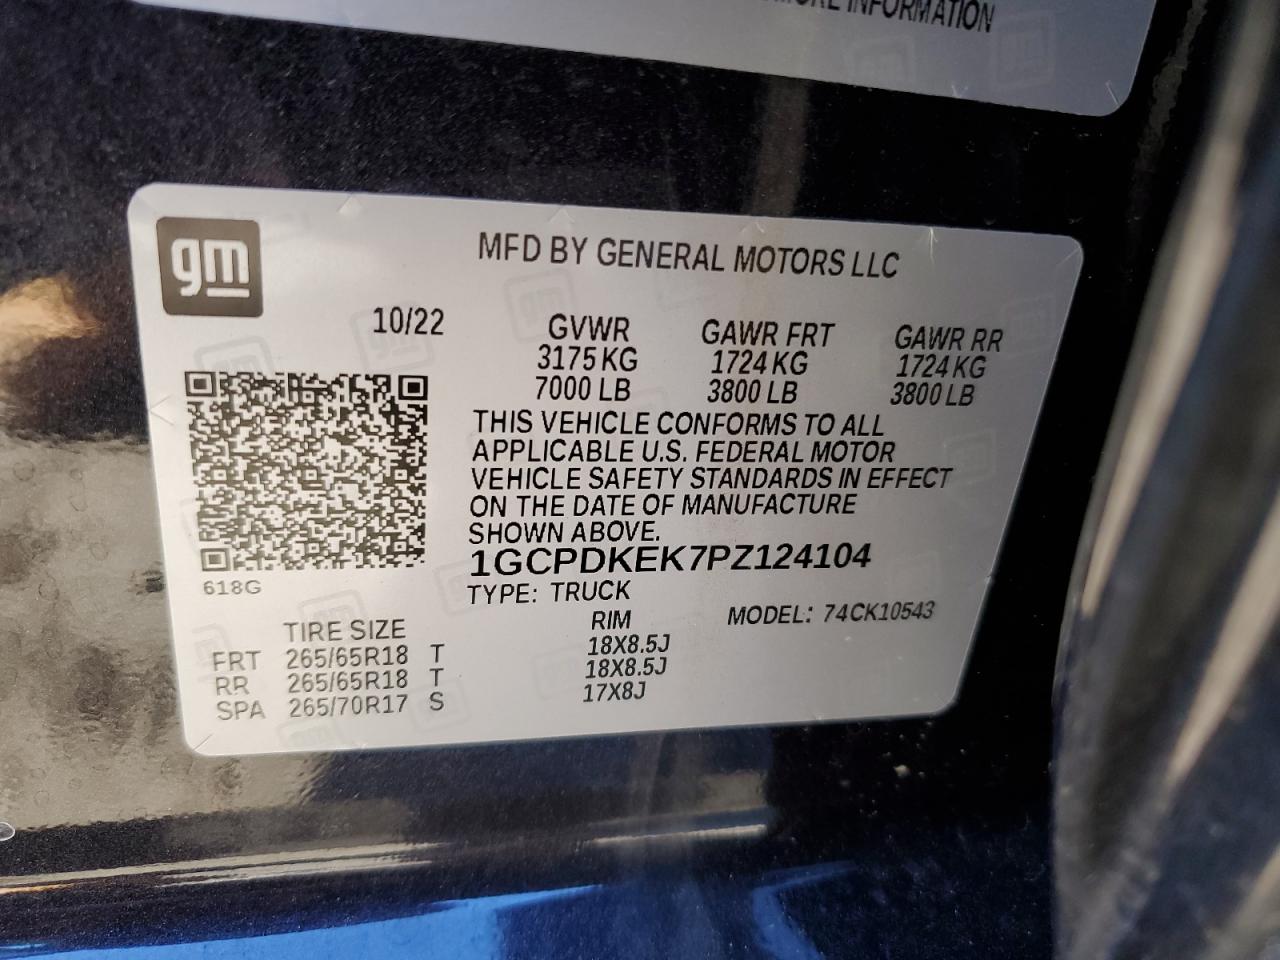 INFORMATION
gm
MFD BY GENERAL MOTORS LLC
10/22
GVWR GAWR FRT GAWR RR
3175 KG 1724 KG 1724 KG
7000 LB 3800 LB 3800 LB
THIS VEHICLE CONFORMS TO ALL
APPLICABLE U.S. FEDERAL MOTOR
VEHICLE SAFETY STANDARDS IN EFFECT
ON THE DATE OF MANUFACTURE
SHOWN ABOVE.
1GCPDKEK7PZ124104
618G
TYPE: TRUCK
TIRE SIZE RIM MODEL: 74CK10543
FRT 265/65R18 T 18X8.5J
RR 265/65R18 T 18X8.5J
SPA 265/70R17 S 17X8J